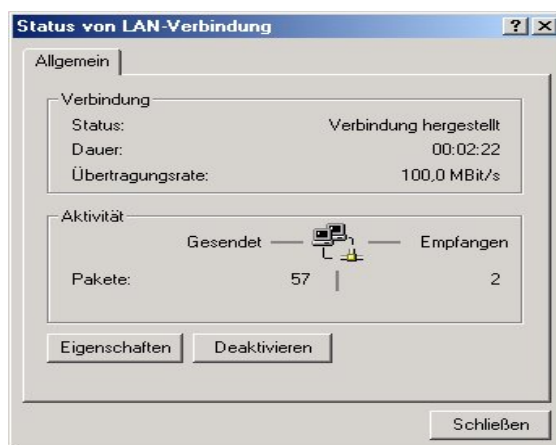 Status von LAN-Verbindung
Allgemein
Verbindung
Status: Verbindung hergestellt
Dauer: 00:02:22
Übertragungsrate: 100,0 MBit/s
Aktivität
Gesendet Empfangen
Pakete: 57 2
Eigenschaften Deaktivieren
Schließen